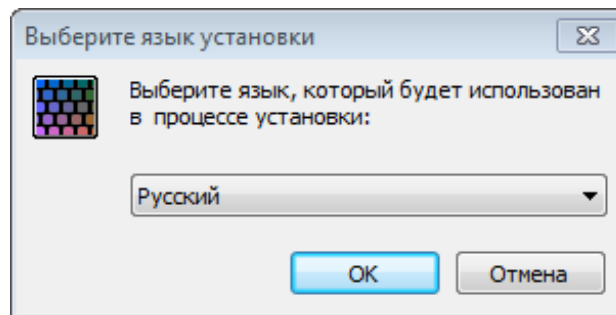 Выберите язык установки
Выберите язык, который будет использован
в процессе установки:
Русский
OK
Отмена